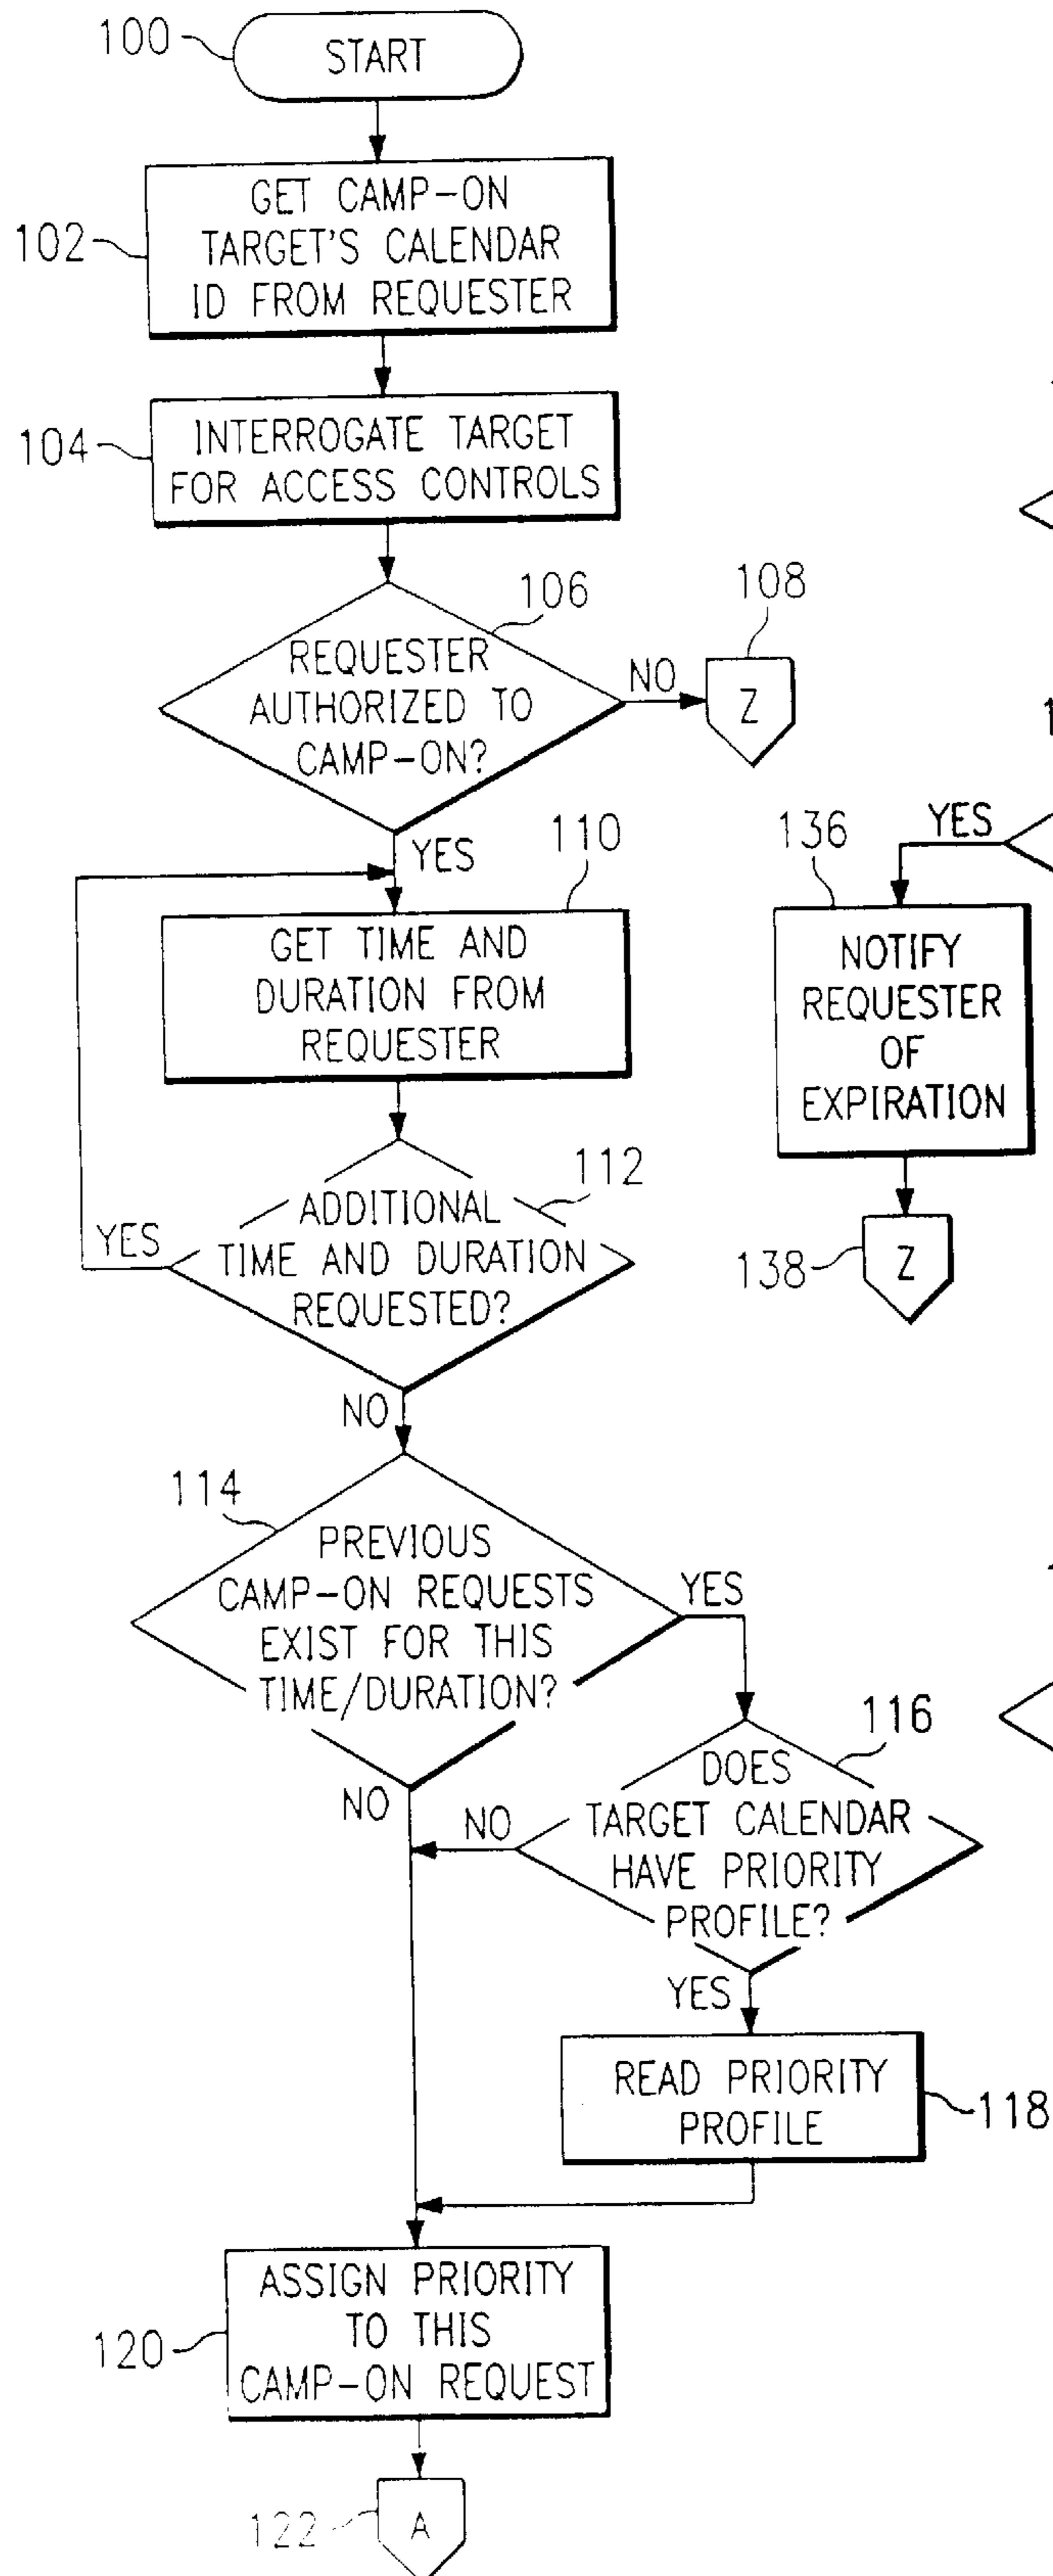 100
START
102
GET CAMP-ON
TARGET'S CALENDAR
ID FROM REQUESTER
104
INTERROGATE TARGET
FOR ACCESS CONTROLS
106
REQUESTER
AUTHORIZED TO
CAMP-ON?
NO
108
Z
YES
110
GET TIME AND
DURATION FROM
REQUESTER
112
ADDITIONAL
TIME AND DURATION
REQUESTED?
YES
NO
114
PREVIOUS
CAMP-ON REQUESTS
EXIST FOR THIS
TIME/DURATION?
YES
NO
116
DOES
TARGET CALENDAR
HAVE PRIORITY
PROFILE?
NO
YES
READ PRIORITY
PROFILE
118
120
ASSIGN PRIORITY
TO THIS
CAMP-ON REQUEST
122
A
YES
136
NOTIFY
REQUESTER
OF
EXPIRATION
138
Z